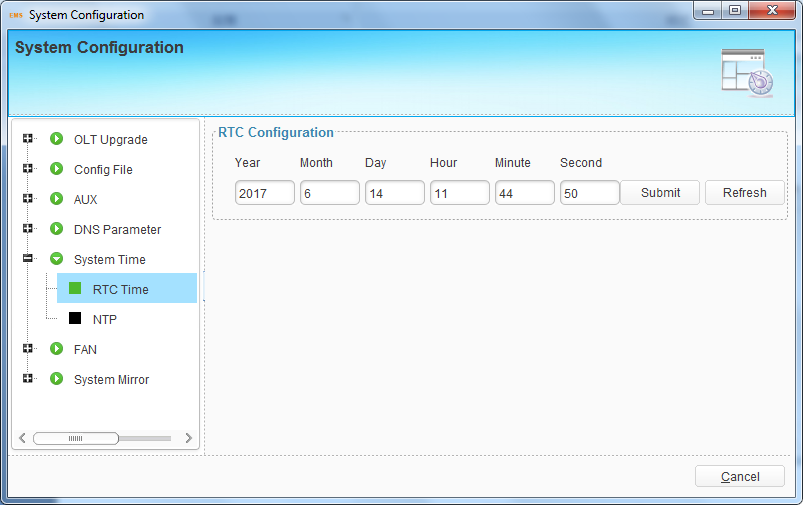 EMS System Configuration
System Configuration
OLT Upgrade
Config File
AUX
DNS Parameter
System Time
RTC Time
NTP
FAN
System Mirror
RTC Configuration
Year Month Day Hour Minute Second
2017 6 14 11 44 50 Submit Refresh
Cancel